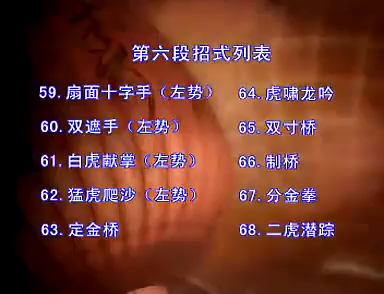 第六段招式列表
59.扇面十字手（左势）
60.双遮手（左势）
61.白虎献掌（左势）
62.猛虎爬沙（左势）
63.定金桥
64.虎啸龙吟
65.双寸桥
66.制桥
67.分金拳
68.二虎潜踪